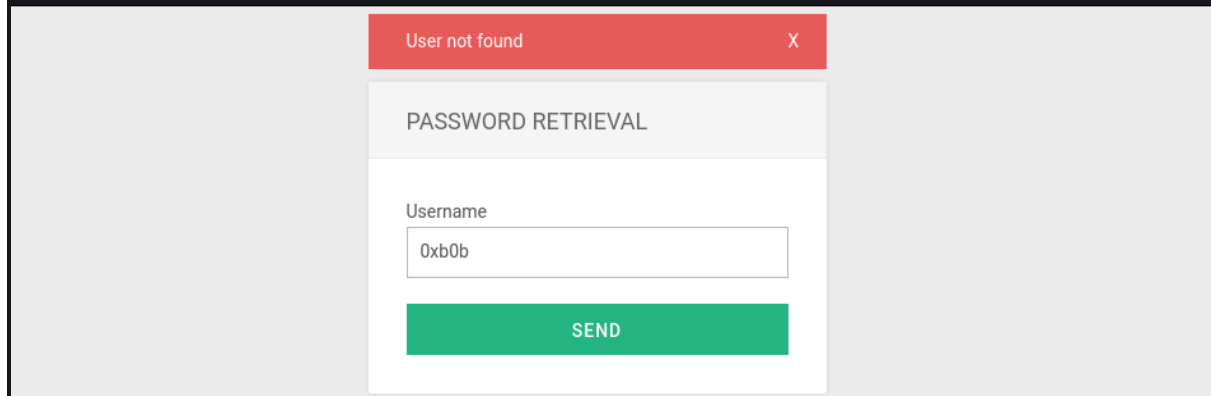 User not found X
PASSWORD RETRIEVAL
Username
0xb0b
SEND